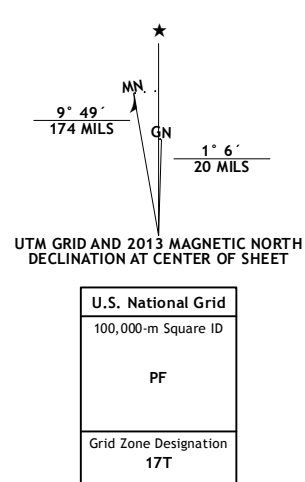 ★
MN
9° 49´
174 MILS
GN
1° 6´
20 MILS
UTM GRID AND 2013 MAGNETIC NORTH
DECLINATION AT CENTER OF SHEET
U.S. National Grid
100,000-m Square ID
PF
Grid Zone Designation
17T